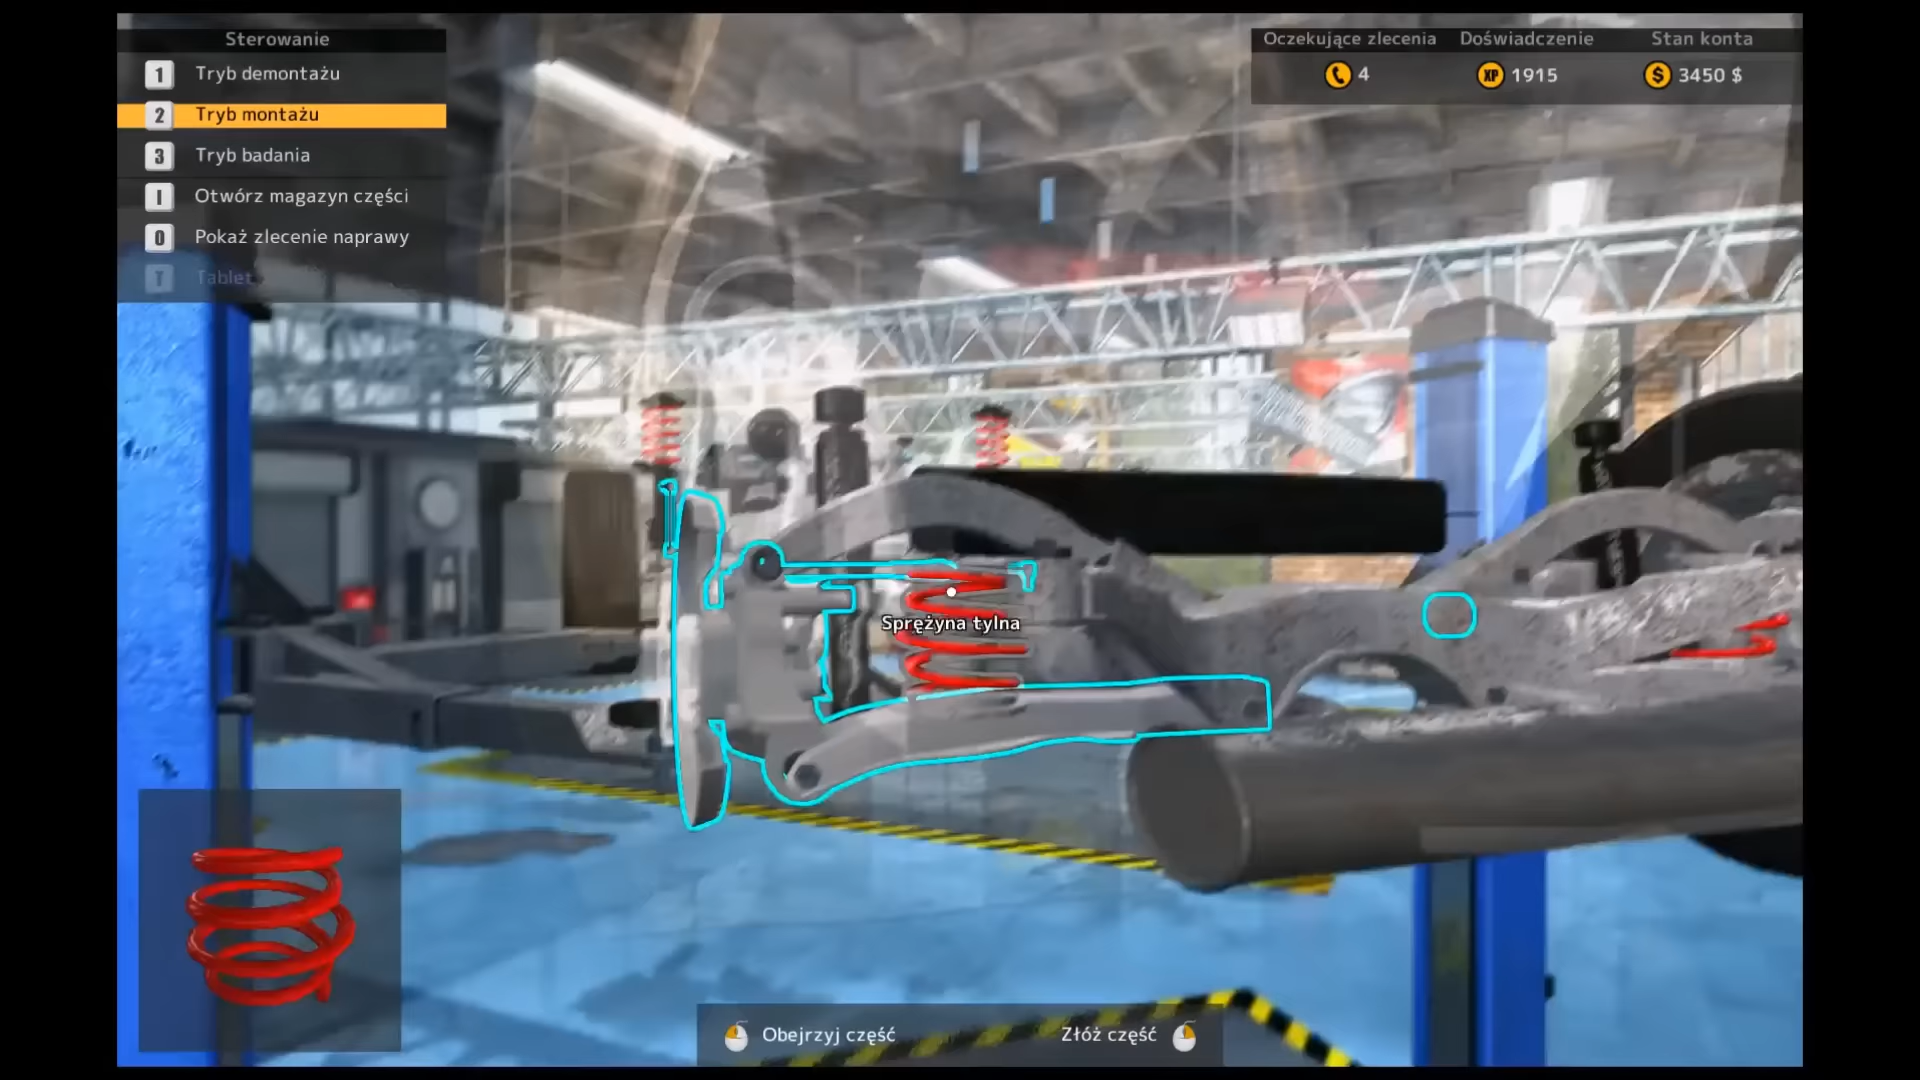 Sterowanie
1 Tryb demontażu
2 Tryb montażu
3 Tryb badania
I Otwórz magazyn części
O Pokaż zlecenie naprawy
T Tablet
Oczekujące zlecenia Doświadczenie Stan konta
4 XP 1915 $ 3450 $
Sprężyna tylna
Obejrzyj część Złóż część